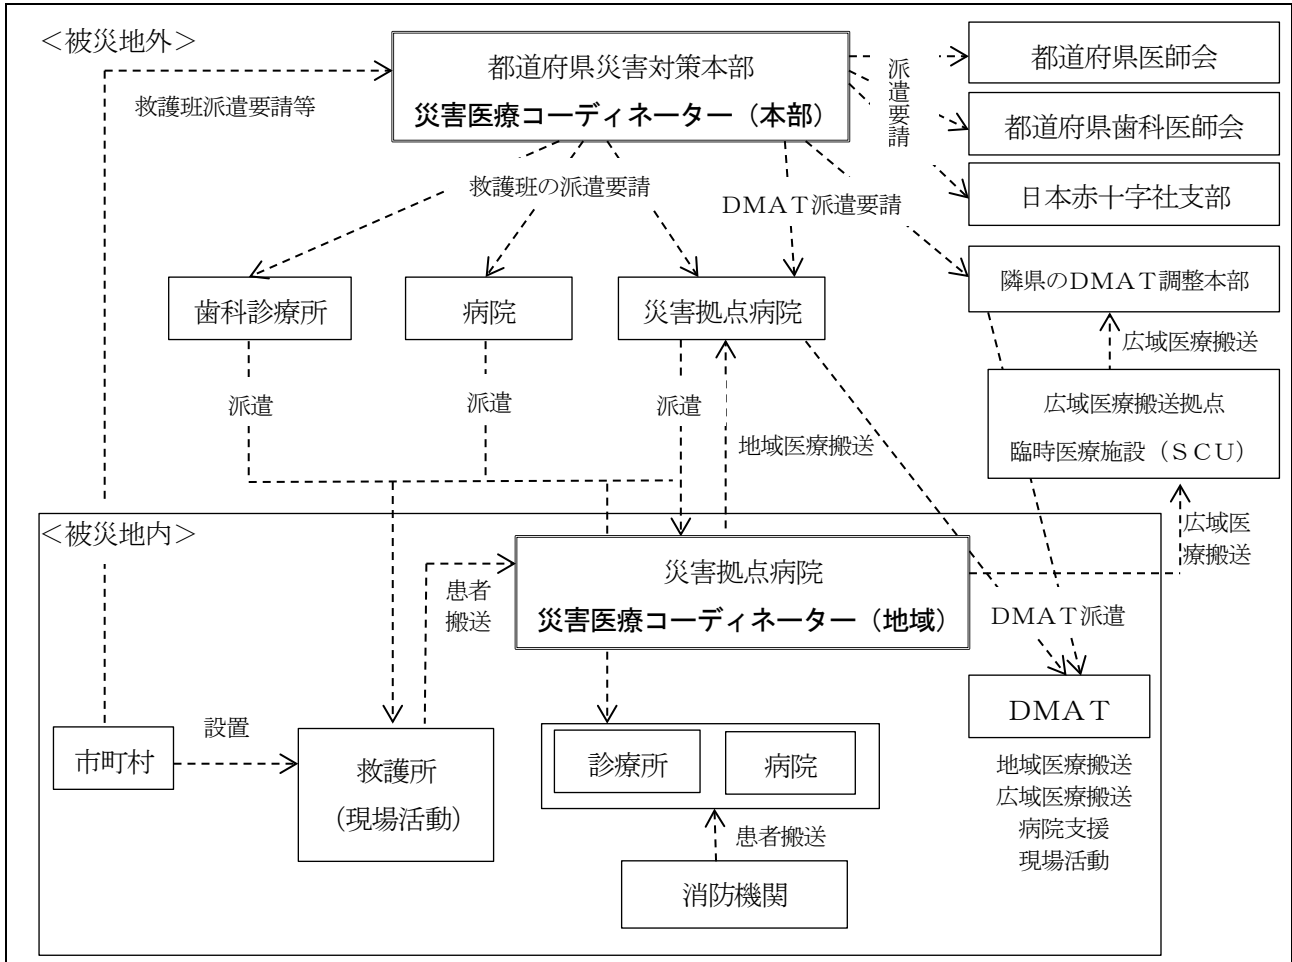 ＜被災地外＞
都道府県災害対策本部
災害医療コーディネーター（本部）
救護班派遣要請等
派遣要請
都道府県医師会
都道府県歯科医師会
日本赤十字社支部
救護班の派遣要請
ＤＭＡＴ派遣要請
歯科診療所
病院
災害拠点病院
隣県のＤＭＡＴ調整本部
広域医療搬送
派遣
派遣
派遣
地域医療搬送
広域医療搬送拠点
臨時医療施設（ＳＣＵ）
＜被災地内＞
広域医
療搬送
災害拠点病院
災害医療コーディネーター（地域）
患者
搬送
ＤＭＡＴ派遣
ＤＭＡＴ
地域医療搬送
広域医療搬送
病院支援
現場活動
市町村
設置
救護所
（現場活動）
診療所
病院
患者搬送
消防機関